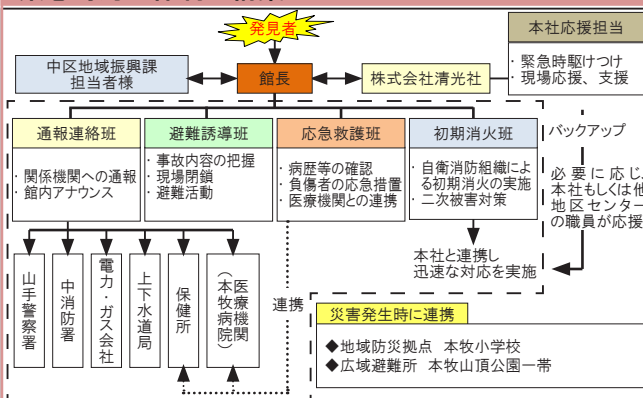 発見者
本社応援担当
・緊急時駆けつけ
・現場応援、支援
中区地域振興課
担当者様
館長
株式会社清光社
通報連絡班
・関係機関への通報
・館内アナウンス
避難誘導班
・事故内容の把握
・現場閉鎖
・避難活動
応急救護班
・病歴等の確認
・負傷者の応急措置
・医療機関との連携
初期消火班
・自衛消防組織によ
る初期消火の実施
・二次被害対策
バックアップ
必要に応じ
本社もしくは他
地区センター
の職員が応援
本社と連携し
迅速な対応を実施
山手警察署
中消防署
電力・ガス会社
上下水道局
保健所
医療機関
(本牧病院)
連携
災害発生時に連携
◆地域防災拠点 本牧小学校
◆広域避難所 本牧山頂公園一帯